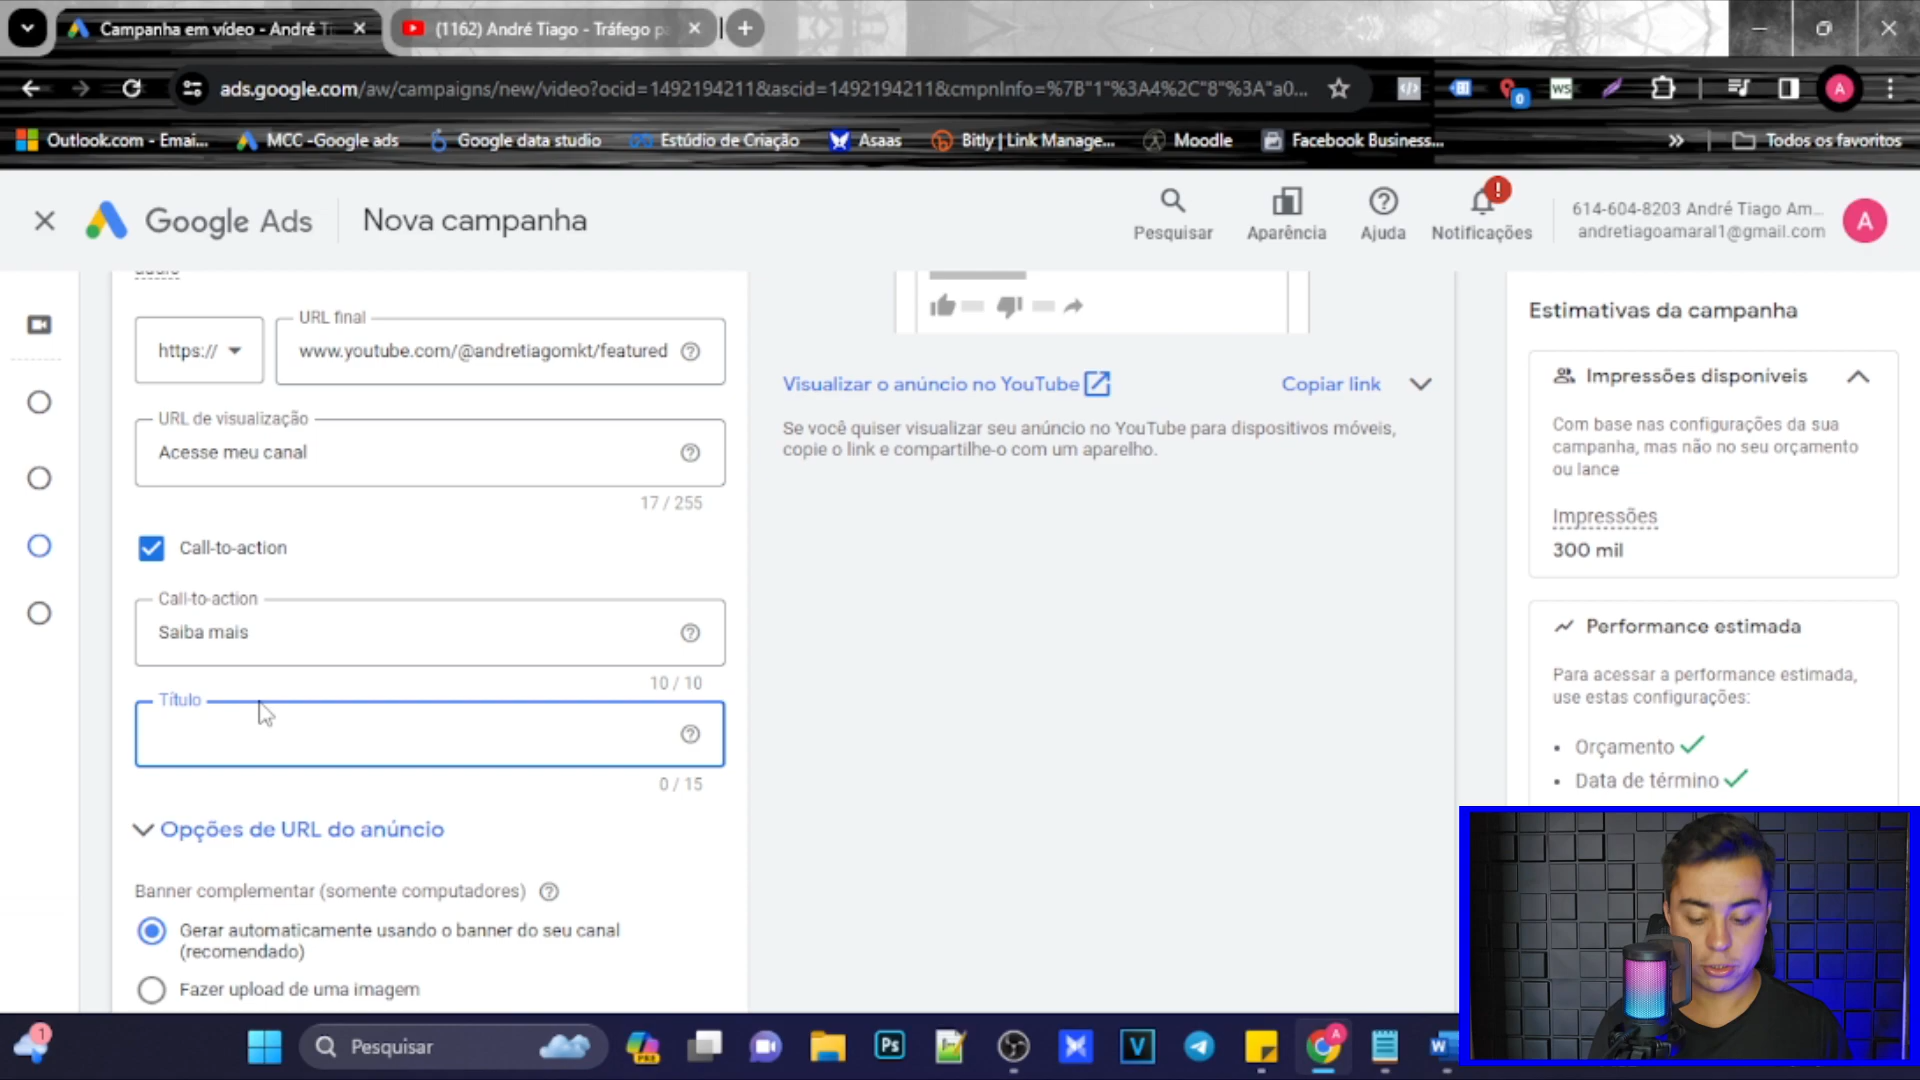 Campanha em vídeo - André T
(1162) André Tiago - Tráfego pa
ads.google.com/aw/campaigns/new/video?ocid=1492194211&ascid=1492194211&cmpnInfo=%7B"1"%3A4%2C"8"%3A"a0...
WS
0
A
Outlook.com - Emai...
MCC -Google ads
Google data studio
Estúdio de Criação
Asaas
Bitly | Link Manage...
Moodle
Facebook Business...
Todos os favoritos
Google Ads
Nova campanha
Pesquisar
Aparência
Ajuda
Notificações
614-604-8203 André Tiago Am...
andretiagoamaral1@gmail.com
A
áudio
https://
URL final
www.youtube.com/@andretiagomkt/featured
URL de visualização
Acesse meu canal
17 / 255
Call-to-action
Call-to-action
Saiba mais
10 / 10
Título
0 / 15
Opções de URL do anúncio
Banner complementar (somente computadores)
Gerar automaticamente usando o banner do seu canal
(recomendado)
Fazer upload de uma imagem
Visualizar o anúncio no YouTube
Copiar link
Se você quiser visualizar seu anúncio no YouTube para dispositivos móveis,
copie o link e compartilhe-o com um aparelho.
Estimativas da campanha
Impressões disponíveis
Com base nas configurações da sua
campanha, mas não no seu orçamento
ou lance
Impressões
300 mil
Performance estimada
Para acessar a performance estimada,
use estas configurações:
• Orçamento
• Data de término
1
Pesquisar
PRE
Ps
V
A
W